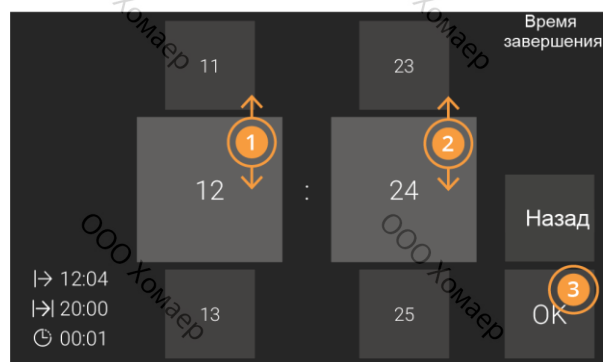 Время
завершения
11
23
1
2
12 : 24
Назад
|→ 12:04
|→| 20:00
00:01
13
25
3
OK
ООО Хомаер
ООО Хомаер
Хомаер
Хомаер